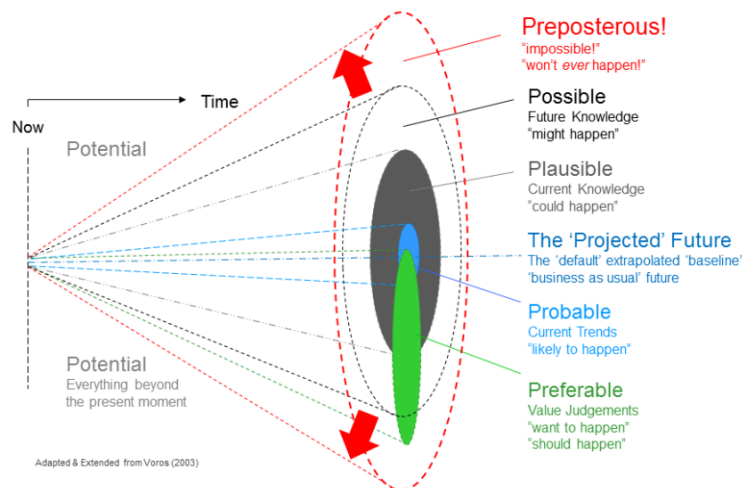 Preposterous!
“impossible!”
“won’t ever happen!”
Time
Now
Potential
Possible
Future Knowledge
“might happen”
Plausible
Current Knowledge
“could happen”
The ‘Projected’ Future
The ‘default’ extrapolated ‘baseline’
‘business as usual’ future
Probable
Current Trends
“likely to happen”
Potential
Everything beyond
the present moment
Preferable
Value Judgements
“want to happen”
“should happen”
Adapted & Extended from Voros (2003)